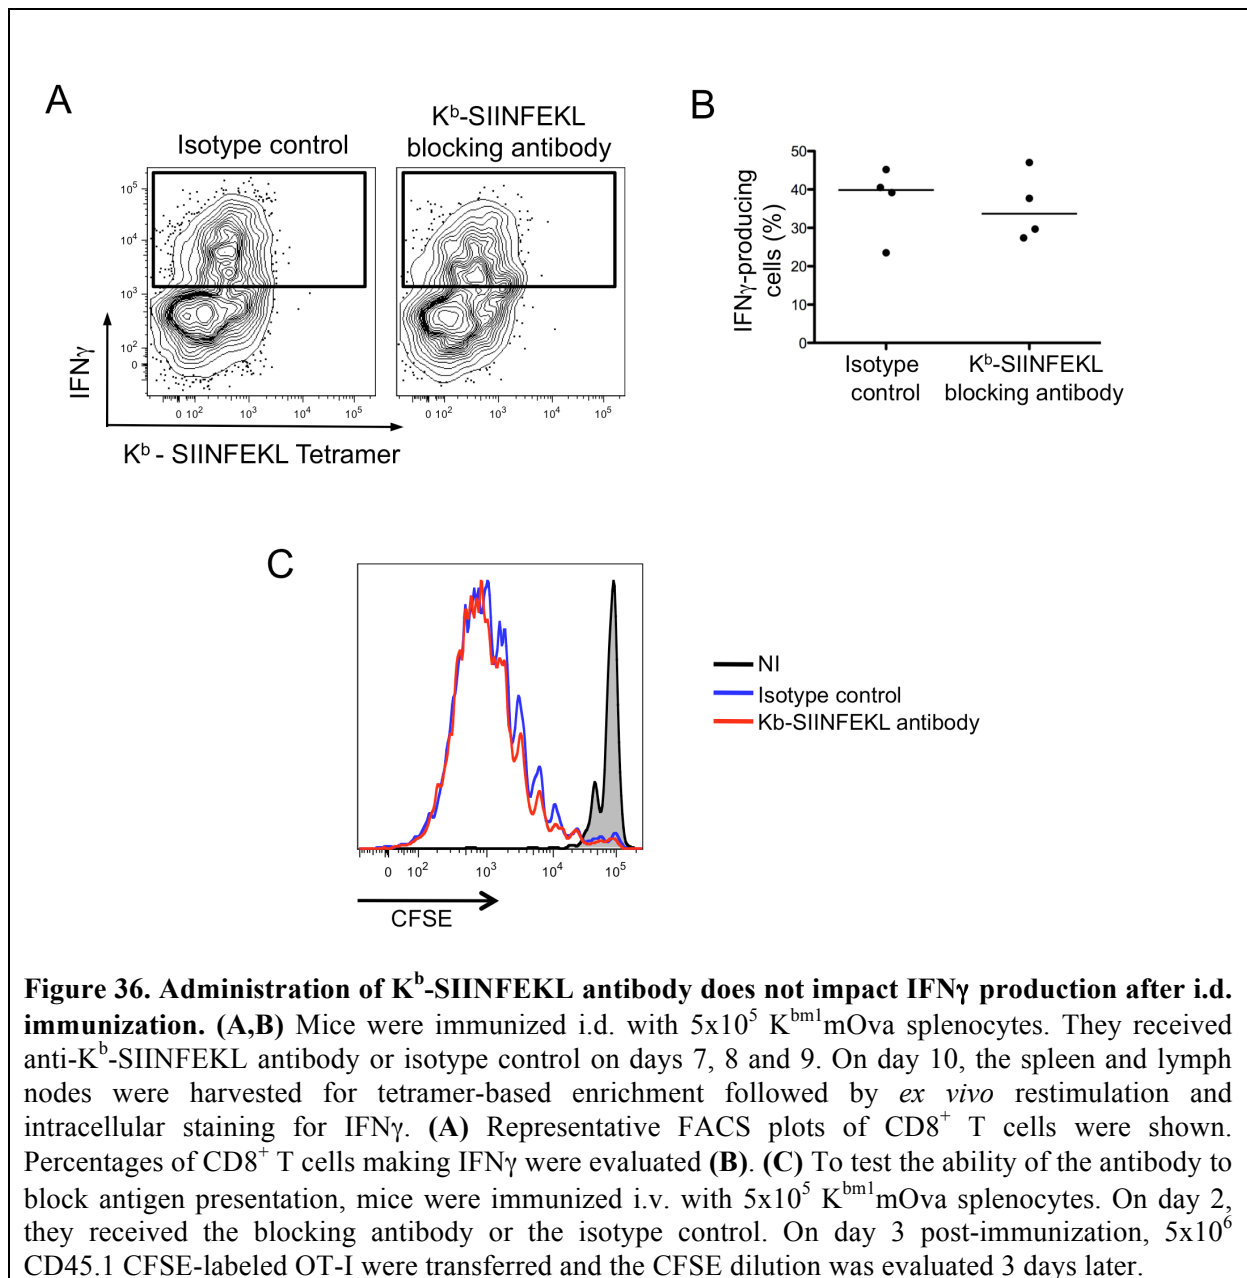 A
Isotype control
Kᵇ-SIINFEKL
blocking antibody
10⁵
10⁴
10³
10²
0
0 10² 10³ 10⁴ 10⁵
0 10² 10³ 10⁴ 10⁵
IFNγ
Kᵇ - SIINFEKL Tetramer
B
IFNγ-producing
cells (%)
50
40
30
20
10
0
Isotype
control
Kᵇ-SIINFEKL
blocking antibody
C
0 10² 10³ 10⁴ 10⁵
CFSE
NI
Isotype control
Kb-SIINFEKL antibody
Figure 36. Administration of Kᵇ-SIINFEKL antibody does not impact IFNγ production after i.d.
immunization. (A,B) Mice were immunized i.d. with 5x10⁵ Kᵇᵐ¹mOva splenocytes. They received
anti-Kᵇ-SIINFEKL antibody or isotype control on days 7, 8 and 9. On day 10, the spleen and lymph
nodes were harvested for tetramer-based enrichment followed by ex vivo restimulation and
intracellular staining for IFNγ. (A) Representative FACS plots of CD8⁺ T cells were shown.
Percentages of CD8⁺ T cells making IFNγ were evaluated (B). (C) To test the ability of the antibody to
block antigen presentation, mice were immunized i.v. with 5x10⁵ Kᵇᵐ¹mOva splenocytes. On day 2,
they received the blocking antibody or the isotype control. On day 3 post-immunization, 5x10⁶
CD45.1 CFSE-labeled OT-I were transferred and the CFSE dilution was evaluated 3 days later.